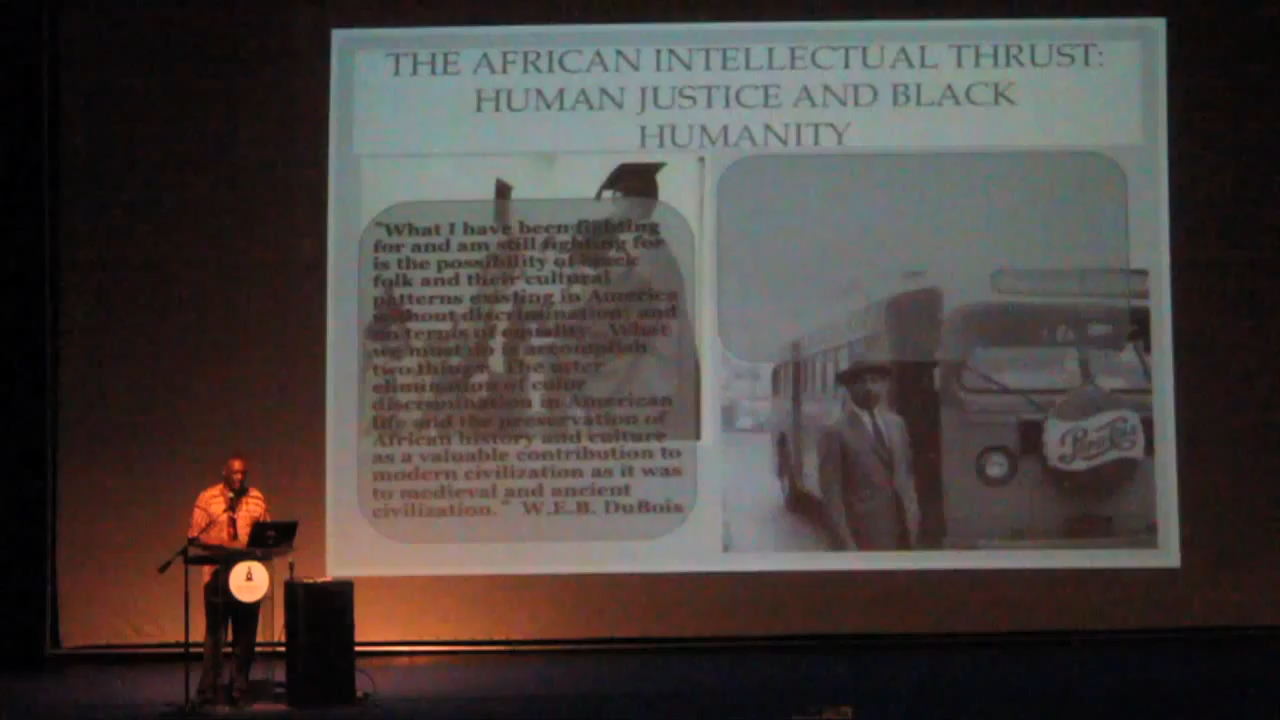 THE AFRICAN INTELLECTUAL THRUST:
HUMAN JUSTICE AND BLACK
HUMANITY
"What I have been fighting
for and am still fighting for
is the possibility of black
folk and their cultural
patterns existing in America
without discrimination; and
on terms of equality... What
we must do is accomplish
two things: The utter
elimination of color
discrimination in American
life and the preservation of
African history and culture
as a valuable contribution to
modern civilization as it was
to medieval and ancient
civilization." W.E.B. DuBois
Pepsi-Cola